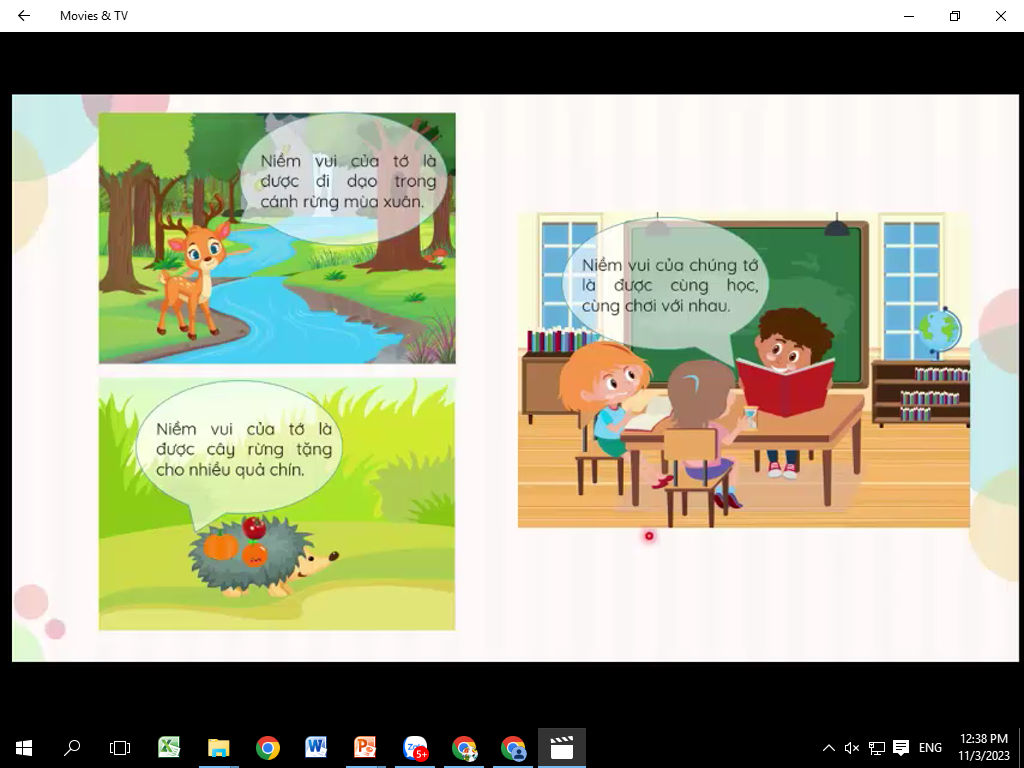 Movies & TV
Niềm vui của tớ là
được đi dạo trong
cánh rừng mùa xuân.
Niềm vui của chúng tớ
là được cùng học,
cùng chơi với nhau.
Niềm vui của tớ là
được cây rừng tặng
cho nhiều quả chín.
5+
ENG
12:38 PM
11/3/2023